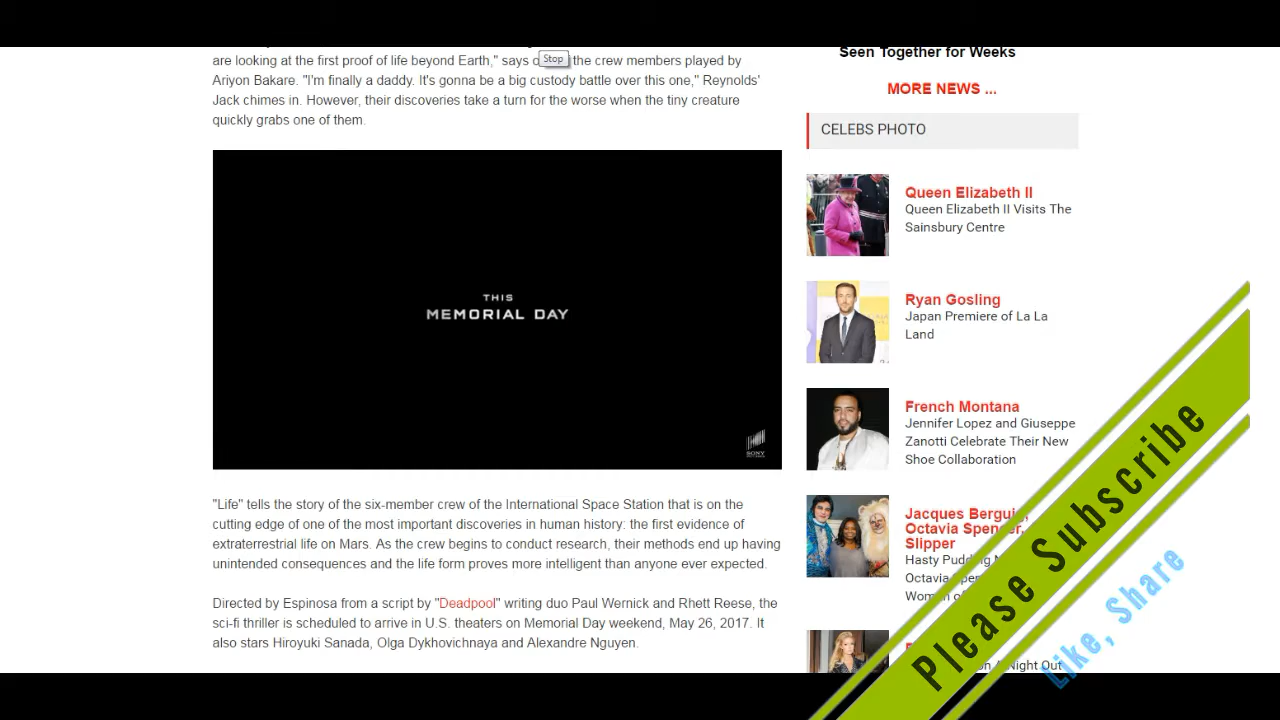 are looking at the first proof of life beyond Earth," says o the crew members played by
Stop
Ariyon Bakare. "I'm finally a daddy. It's gonna be a big custody battle over this one," Reynolds'
Jack chimes in. However, their discoveries take a turn for the worse when the tiny creature
quickly grabs one of them.
THIS
MEMORIAL DAY
SONY
"Life" tells the story of the six-member crew of the International Space Station that is on the
cutting edge of one of the most important discoveries in human history: the first evidence of
extraterrestrial life on Mars. As the crew begins to conduct research, their methods end up having
unintended consequences and the life form proves more intelligent than anyone ever expected.
Directed by Espinosa from a script by "Deadpool" writing duo Paul Wernick and Rhett Reese, the
sci-fi thriller is scheduled to arrive in U.S. theaters on Memorial Day weekend, May 26, 2017. It
also stars Hiroyuki Sanada, Olga Dykhovichnaya and Alexandre Nguyen.
Seen Together for Weeks
MORE NEWS ...
CELEBS PHOTO
Queen Elizabeth II
Queen Elizabeth II Visits The
Sainsbury Centre
Ryan Gosling
Japan Premiere of La La
Land
French Montana
Jennifer Lopez and Giuseppe
Zanotti Celebrate Their New
Shoe Collaboration
Jacques Bergui
Octavia Spencer,
Slipper
Hasty Pudding
Octavia
A Night Out
Please Subscribe
Like, Share